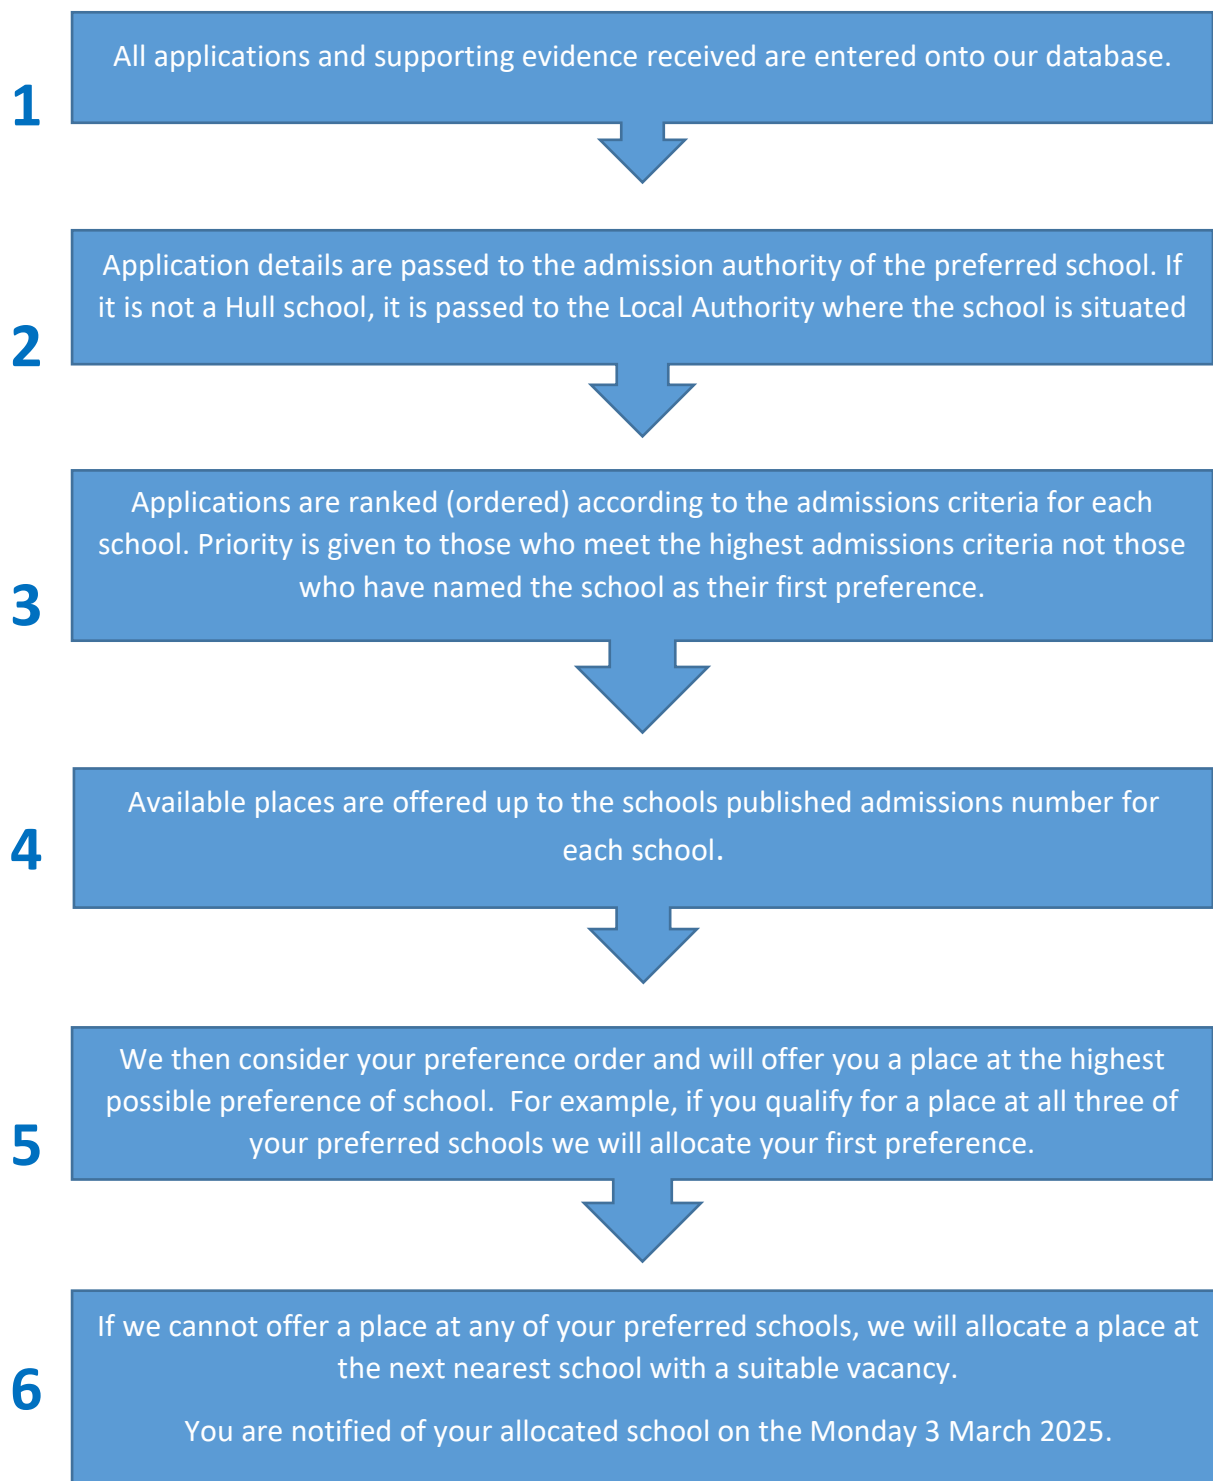 1
All applications and supporting evidence received are entered onto our database.
2
Application details are passed to the admission authority of the preferred school. If
it is not a Hull school, it is passed to the Local Authority where the school is situated
3
Applications are ranked (ordered) according to the admissions criteria for each
school. Priority is given to those who meet the highest admissions criteria not those
who have named the school as their first preference.
4
Available places are offered up to the schools published admissions number for
each school.
5
We then consider your preference order and will offer you a place at the highest
possible preference of school.  For example, if you qualify for a place at all three of
your preferred schools we will allocate your first preference.
6
If we cannot offer a place at any of your preferred schools, we will allocate a place at
the next nearest school with a suitable vacancy.
You are notified of your allocated school on the Monday 3 March 2025.